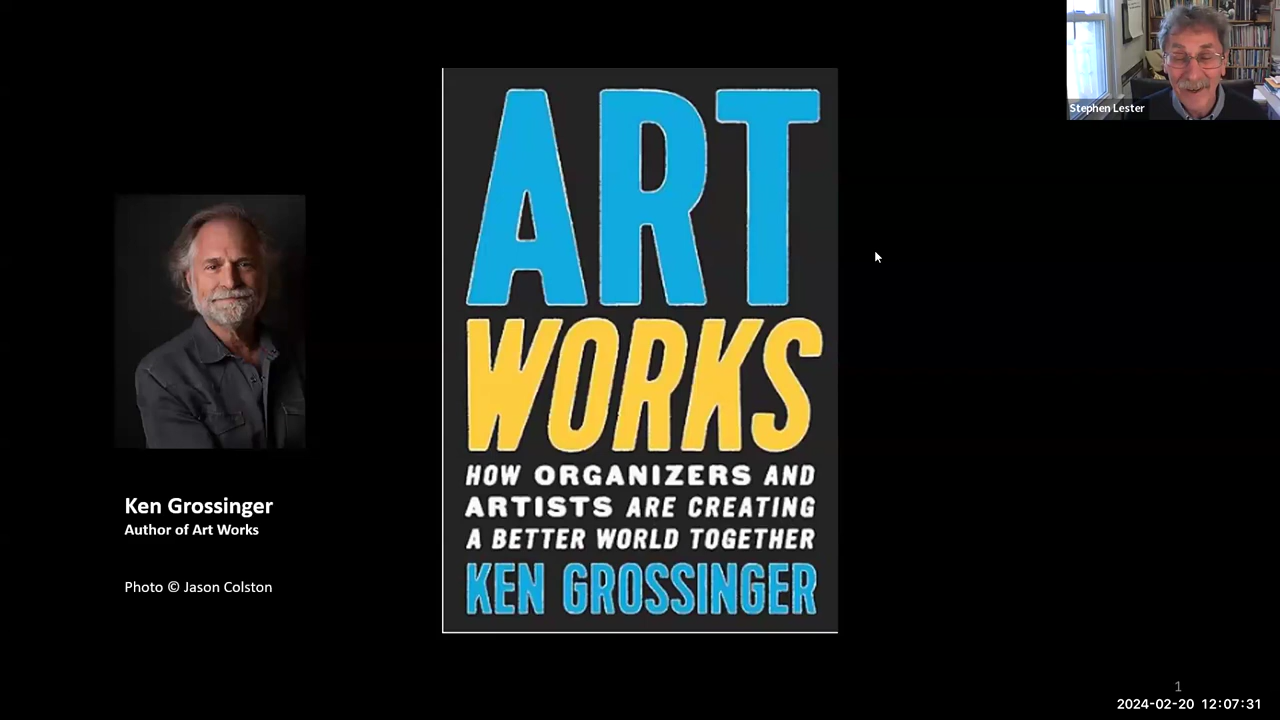 Stephen Lester
ART
WORKS
HOW ORGANIZERS AND
ARTISTS ARE CREATING
A BETTER WORLD TOGETHER
KEN GROSSINGER
Ken Grossinger
Author of Art Works
Photo © Jason Colston
1
2024-02-20 12:07:31